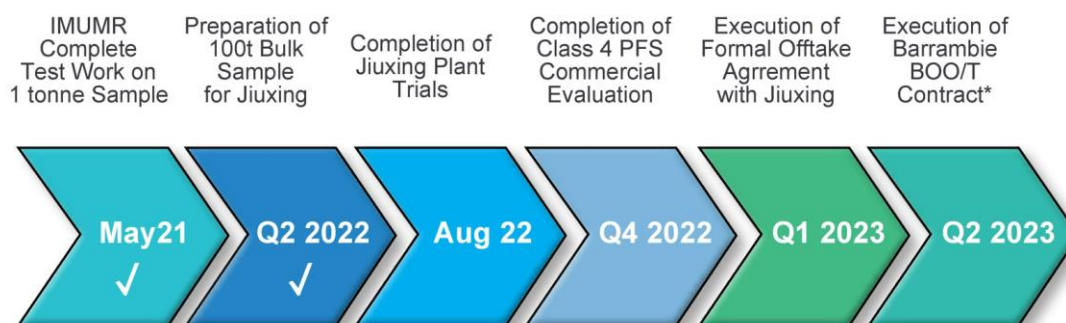 IMUMR
Complete
Test Work on
1 tonne Sample
Preparation of
100t Bulk
Sample
for Jiuxing
Completion of
Jiuxing Plant
Trials
Completion of
Class 4 PFS
Commercial
Evaluation
Execution of
Formal Offtake
Agrrement
with Jiuxing
Execution of
Barrambie
BOO/T
Contract*
May21
√
Q2 2022
√
Aug 22
Q4 2022
Q1 2023
Q2 2023